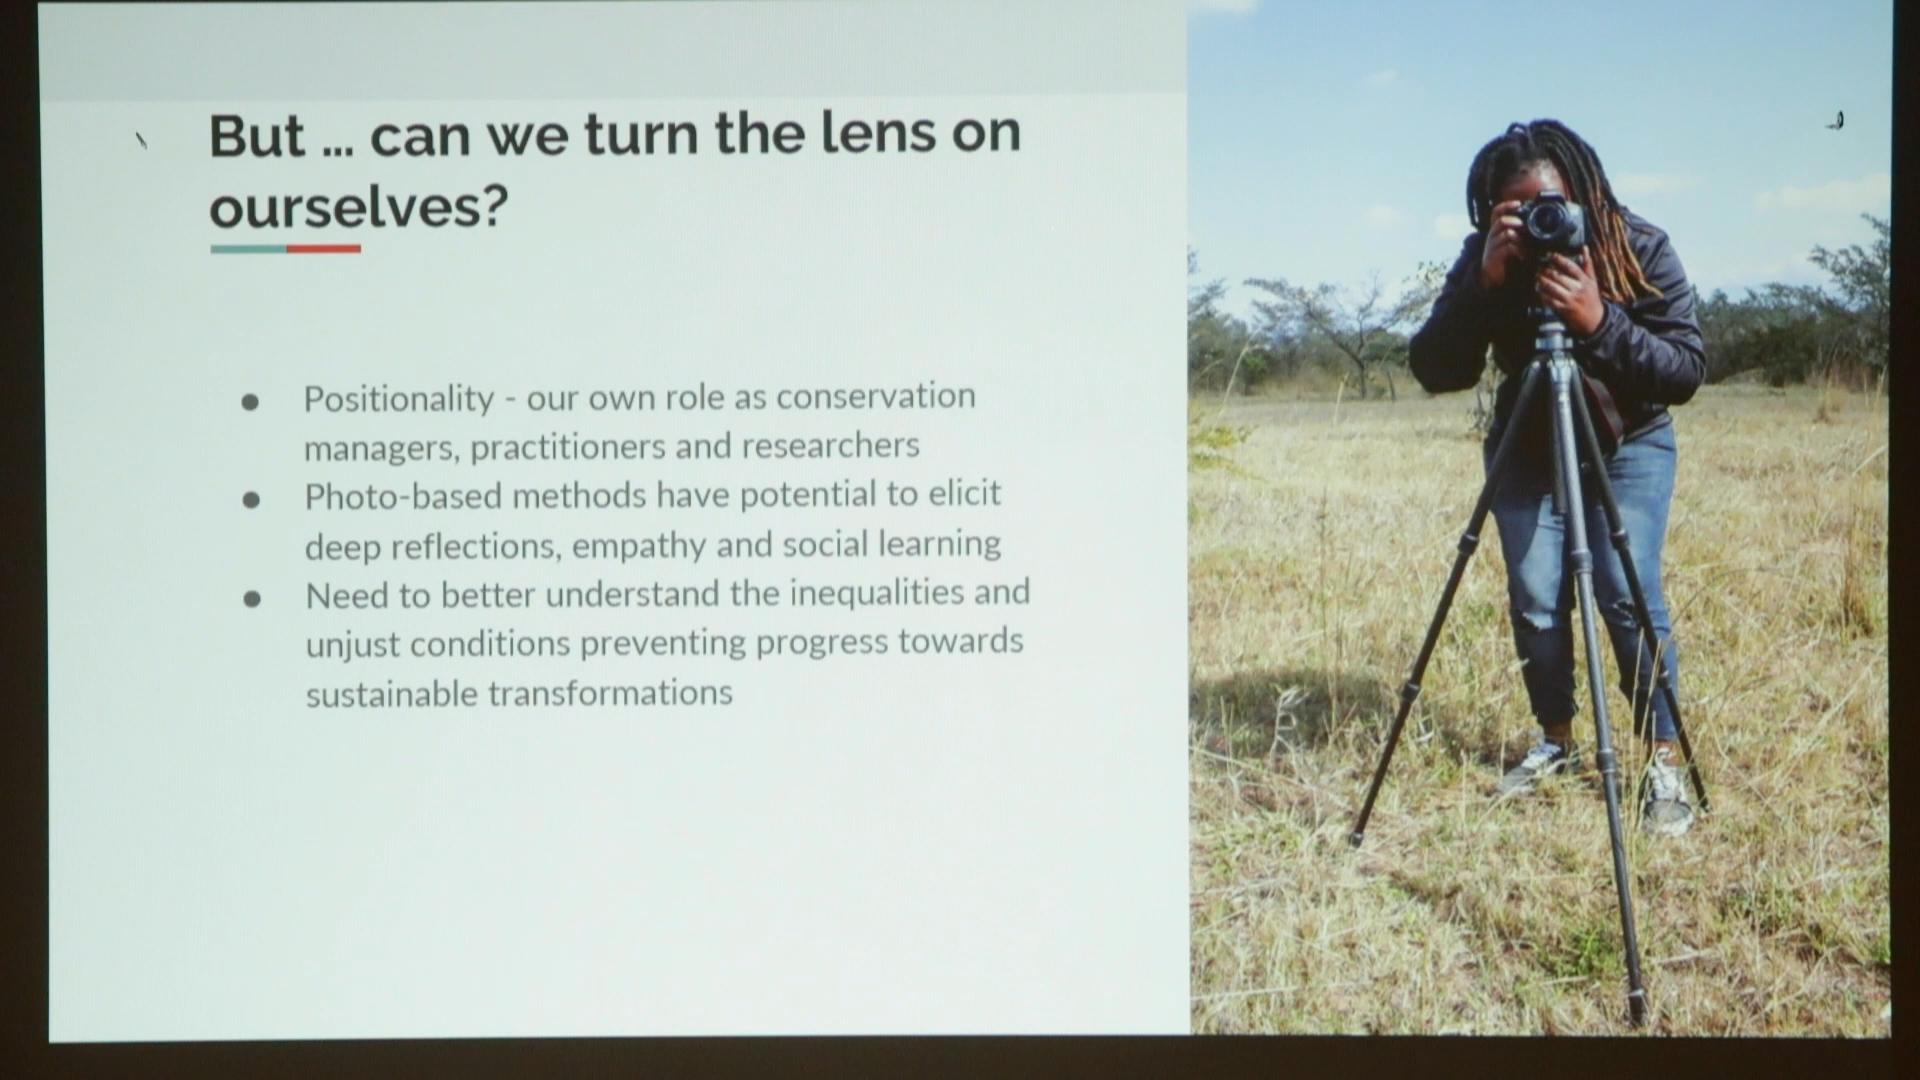 But ... can we turn the lens on
ourselves?
● Positionality - our own role as conservation
managers, practitioners and researchers
● Photo-based methods have potential to elicit
deep reflections, empathy and social learning
● Need to better understand the inequalities and
unjust conditions preventing progress towards
sustainable transformations